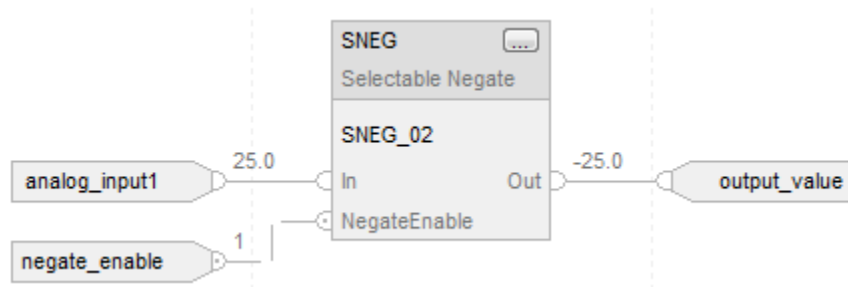 SNEG ...
Selectable Negate
SNEG_02
analog_input1 25.0 In Out -25.0 output_value
NegateEnable
negate_enable 1